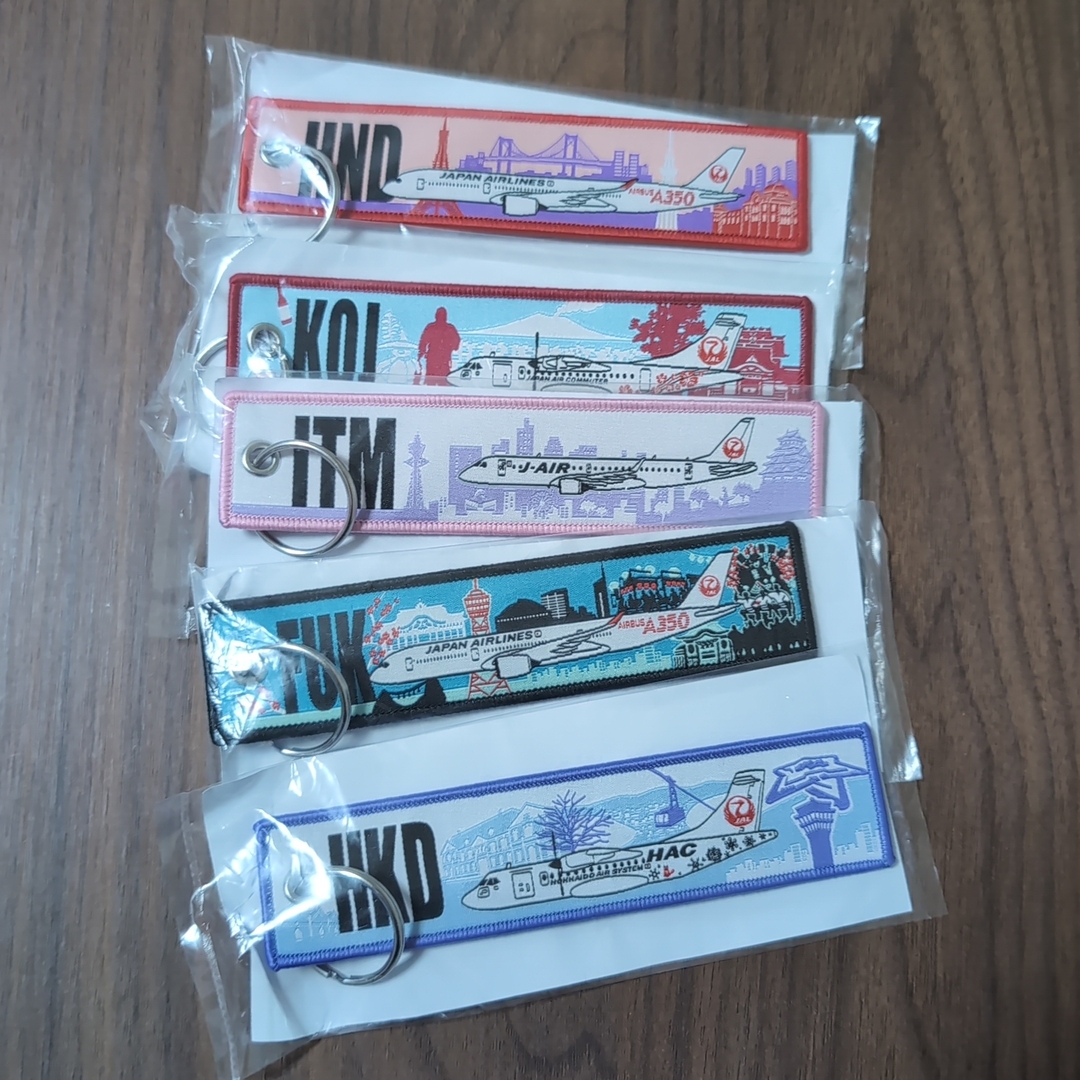 HND
JAPAN AIRLINES
AIRBUS A350
KOJ
JAPAN AIR COMMUTER
JAL
ITM
J-AIR
FUK
JAPAN AIRLINES
AIRBUS A350
HKD
HAC
HOKKAIDO AIR SYSTEM
JAL